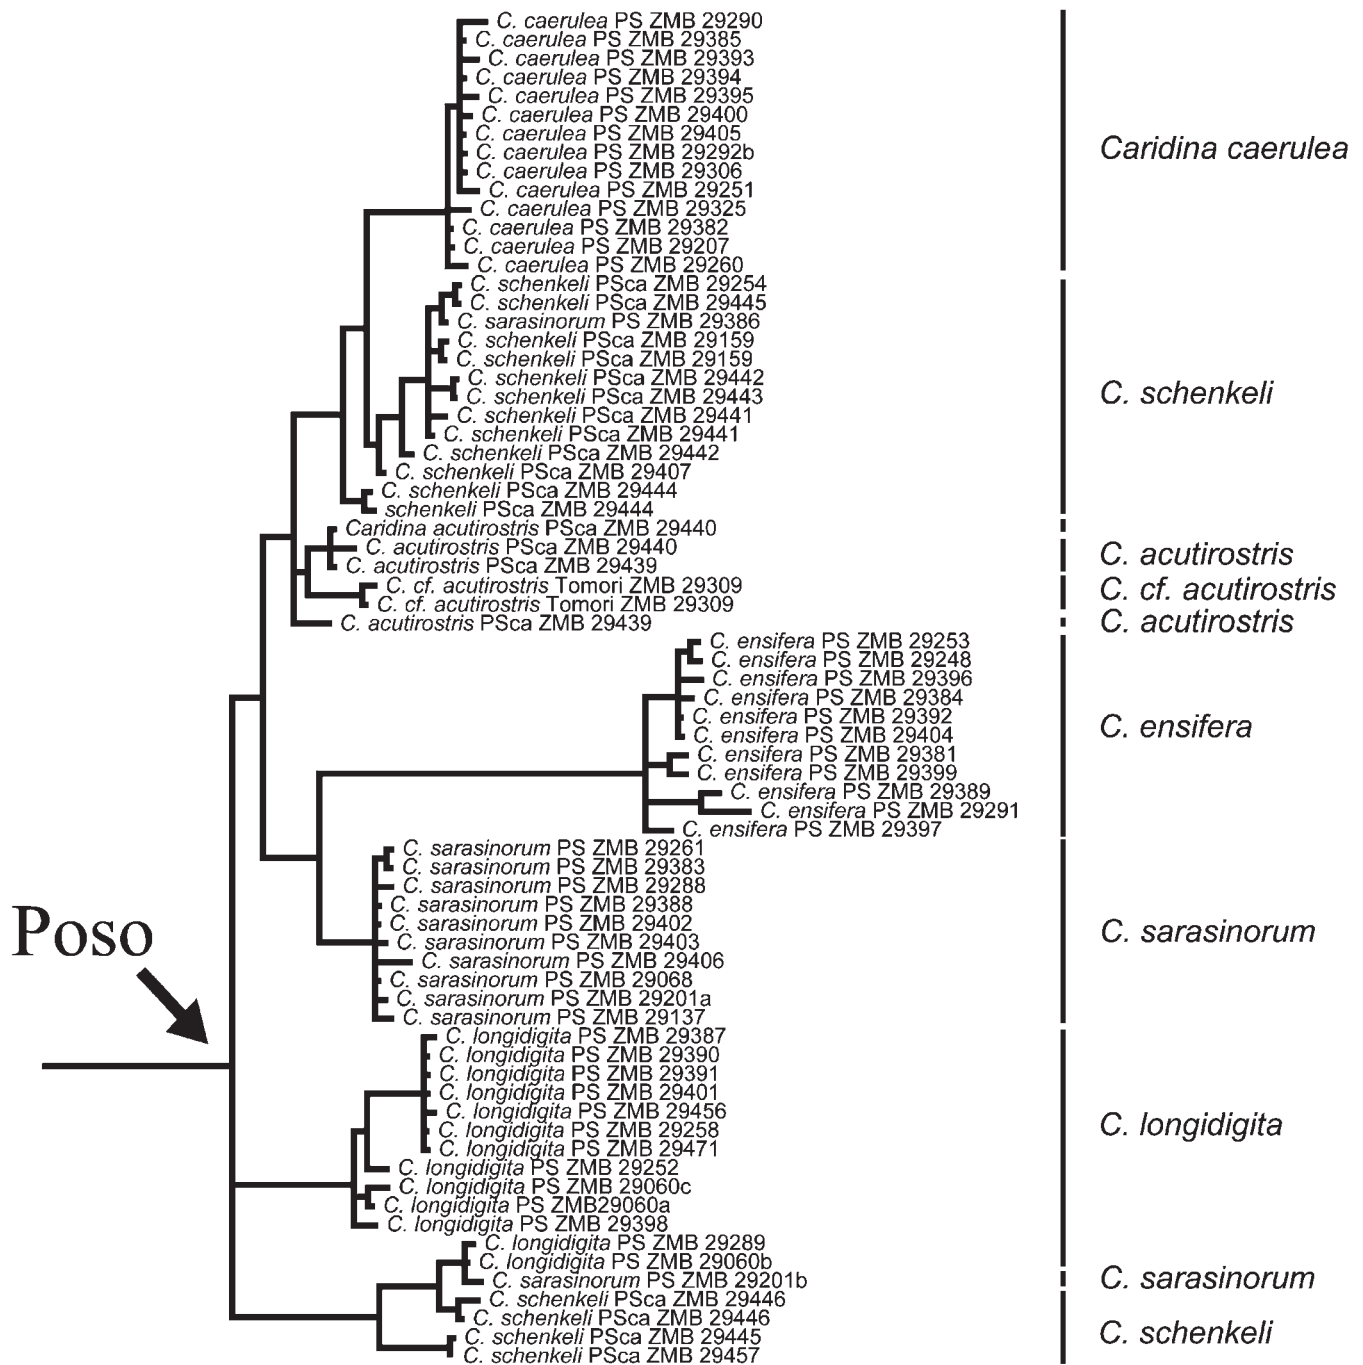 C. caerulea PS ZMB 29290
C. caerulea PS ZMB 29385
C. caerulea PS ZMB 29393
C. caerulea PS ZMB 29394
C. caerulea PS ZMB 29395
C. caerulea PS ZMB 29400
C. caerulea PS ZMB 29405
C. caerulea PS ZMB 29292b
C. caerulea PS ZMB 29306
C. caerulea PS ZMB 29251
C. caerulea PS ZMB 29325
C. caerulea PS ZMB 29382
C. caerulea PS ZMB 29207
C. caerulea PS ZMB 29260
Caridina caerulea
C. schenkeli PSca ZMB 29254
C. schenkeli PSca ZMB 29445
C. sarasinorum PS ZMB 29386
C. schenkeli PSca ZMB 29159
C. schenkeli PSca ZMB 29159
C. schenkeli PSca ZMB 29442
C. schenkeli PSca ZMB 29443
C. schenkeli PSca ZMB 29441
C. schenkeli PSca ZMB 29441
C. schenkeli PSca ZMB 29442
C. schenkeli PSca ZMB 29407
C. schenkeli PSca ZMB 29444
schenkeli PSca ZMB 29444
C. schenkeli
Caridina acutirostris PSca ZMB 29440
C. acutirostris PSca ZMB 29440
C. acutirostris PSca ZMB 29439
C. acutirostris
C. cf. acutirostris Tomori ZMB 29309
C. cf. acutirostris Tomori ZMB 29309
C. cf. acutirostris
C. acutirostris PSca ZMB 29439
C. acutirostris
C. ensifera PS ZMB 29253
C. ensifera PS ZMB 29248
C. ensifera PS ZMB 29396
C. ensifera PS ZMB 29384
C. ensifera PS ZMB 29392
C. ensifera PS ZMB 29404
C. ensifera PS ZMB 29381
C. ensifera PS ZMB 29399
C. ensifera PS ZMB 29389
C. ensifera PS ZMB 29291
C. ensifera PS ZMB 29397
C. ensifera
C. sarasinorum PS ZMB 29261
C. sarasinorum PS ZMB 29383
C. sarasinorum PS ZMB 29288
C. sarasinorum PS ZMB 29388
C. sarasinorum PS ZMB 29402
C. sarasinorum PS ZMB 29403
C. sarasinorum PS ZMB 29406
C. sarasinorum PS ZMB 29068
C. sarasinorum PS ZMB 29201a
C. sarasinorum PS ZMB 29137
C. sarasinorum
Poso
C. longidigita PS ZMB 29387
C. longidigita PS ZMB 29390
C. longidigita PS ZMB 29391
C. longidigita PS ZMB 29401
C. longidigita PS ZMB 29456
C. longidigita PS ZMB 29258
C. longidigita PS ZMB 29471
C. longidigita PS ZMB 29252
C. longidigita PS ZMB 29060c
C. longidigita PS ZMB29060a
C. longidigita PS ZMB 29398
C. longidigita PS ZMB 29289
C. longidigita PS ZMB 29060b
C. longidigita
C. sarasinorum PS ZMB 29201b
C. sarasinorum
C. schenkeli PSca ZMB 29446
C. schenkeli PSca ZMB 29446
C. schenkeli PSca ZMB 29445
C. schenkeli PSca ZMB 29457
C. schenkeli